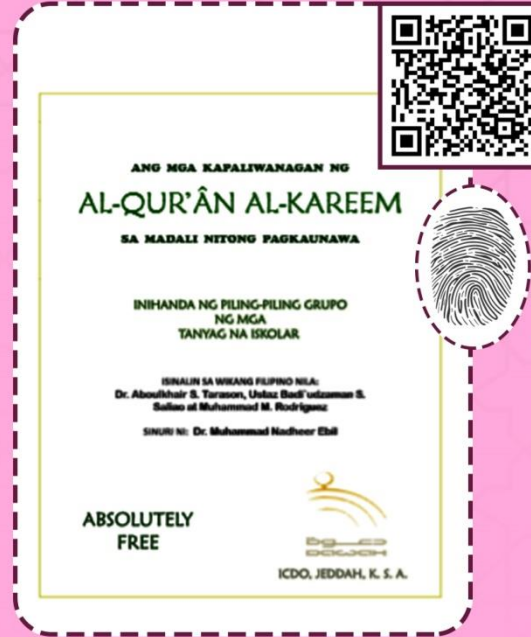 ANG MGA KAPALIWANAGAN NG
AL-QUR'ÂN AL-KAREEM
SA MADALI NITONG PAGKAUNAWA
INIHANDA NG PILING-PILING GRUPO
NG MGA
TANYAG NA ISKOLAR
ISINALIN SA WIKANG FILIPINO NILA:
Dr. Aboulkhair S. Tarason, Ustaz Badi'udzaman S.
Saliao at Muhammad M. Rodriguez
SINURI NI: Dr. Muhammad Nadheer Ebil
ABSOLUTELY
FREE
دعوة
DAWAH
ICDO, JEDDAH, K. S. A.